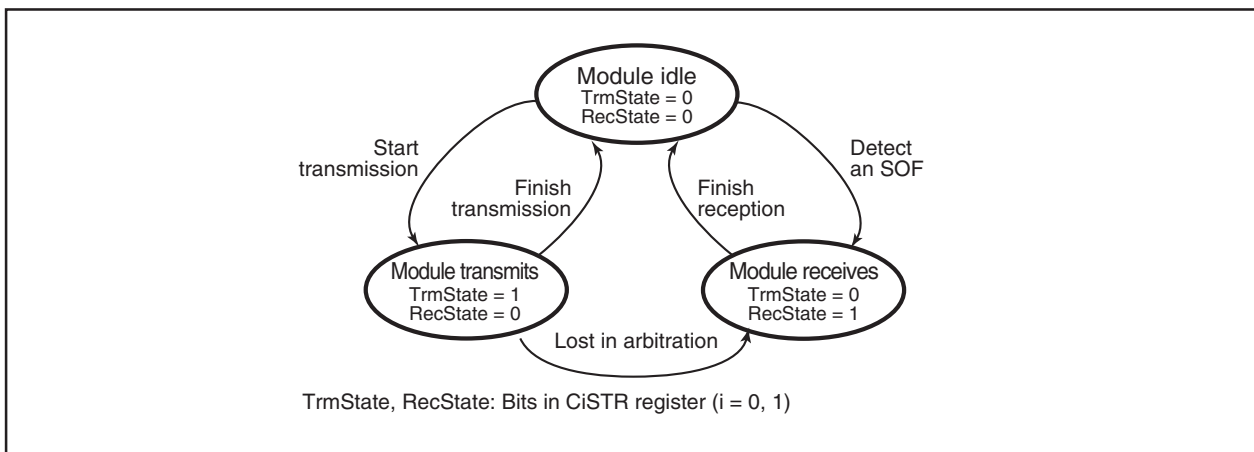 Module idle
TrmState = 0
RecState = 0
Start
transmission
Detect
an SOF
Finish
transmission
Finish
reception
Module transmits
TrmState = 1
RecState = 0
Module receives
TrmState = 0
RecState = 1
Lost in arbitration
TrmState, RecState: Bits in CiSTR register (i = 0, 1)